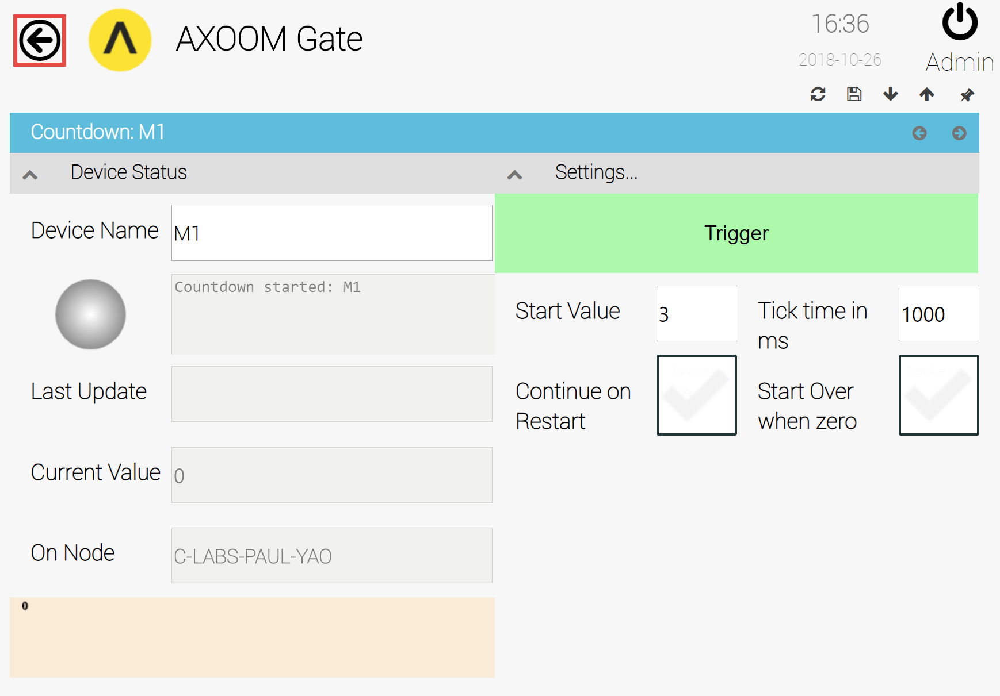 AXOOM Gate
16:36
2018-10-26
Admin
Countdown: M1
Device Status
Settings...
Device Name
M1
Trigger
Countdown started: M1
Start Value
3
Tick time in
ms
1000
Last Update
Continue on
Restart
Start Over
when zero
Current Value
0
On Node
C-LABS-PAUL-YAO
0